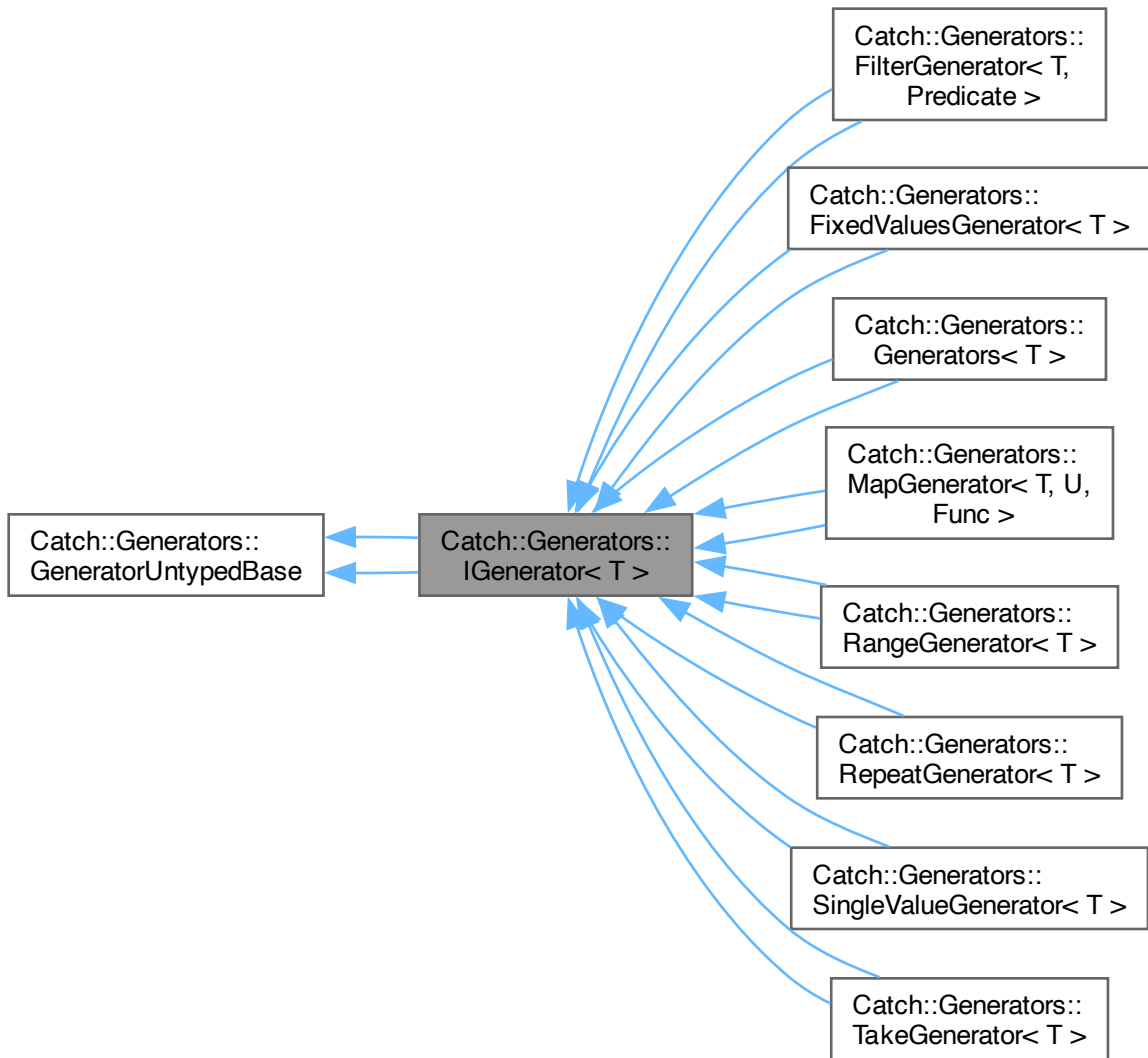 Catch::Generators::
FilterGenerator< T,
Predicate >
Catch::Generators::
FixedValuesGenerator< T >
Catch::Generators::
Generators< T >
Catch::Generators::
MapGenerator< T, U,
Func >
Catch::Generators::
GeneratorUntypedBase
Catch::Generators::
IGenerator< T >
Catch::Generators::
RangeGenerator< T >
Catch::Generators::
RepeatGenerator< T >
Catch::Generators::
SingleValueGenerator< T >
Catch::Generators::
TakeGenerator< T >